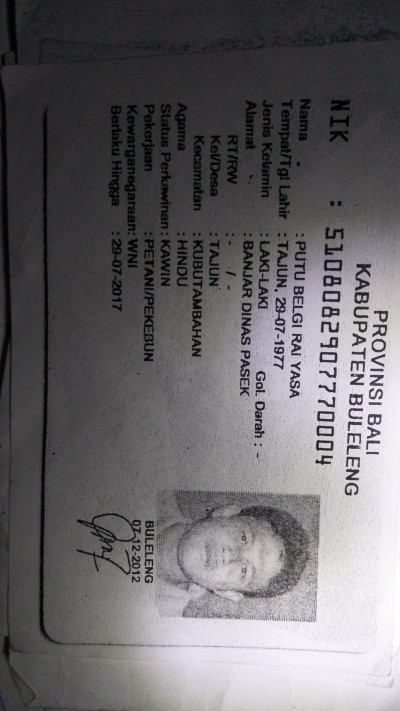 PROVINSI BALI
KABUPATEN BULELENG
NIK : 5108082907770004
Nama : PUTU BELGI RAI YASA
Tempat/Tgl Lahir : TAJUN, 29-07-1977
Jenis Kelamin : LAKI-LAKI Gol. Darah : -
Alamat : BANJAR DINAS PASEK
RT/RW : - / -
Kel/Desa : TAJUN
Kecamatan : KUBUTAMBAHAN
Agama : HINDU
Status Perkawinan : KAWIN
Pekerjaan : PETANI/PEKEBUN
Kewarganegaraan: WNI
Berlaku Hingga : 29-07-2017
BULELENG
07-12-2012